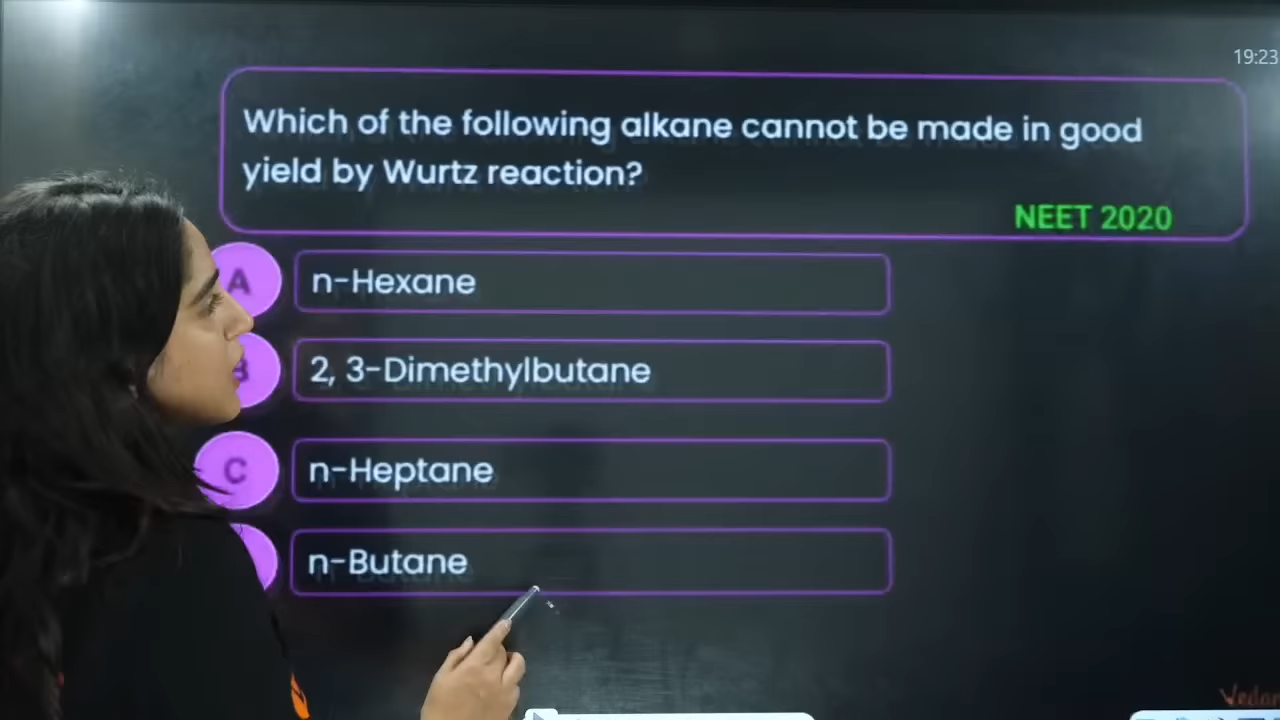 19:23
Which of the following alkane cannot be made in good
yield by Wurtz reaction?
NEET 2020
A n-Hexane
B 2, 3-Dimethylbutane
C n-Heptane
n-Butane